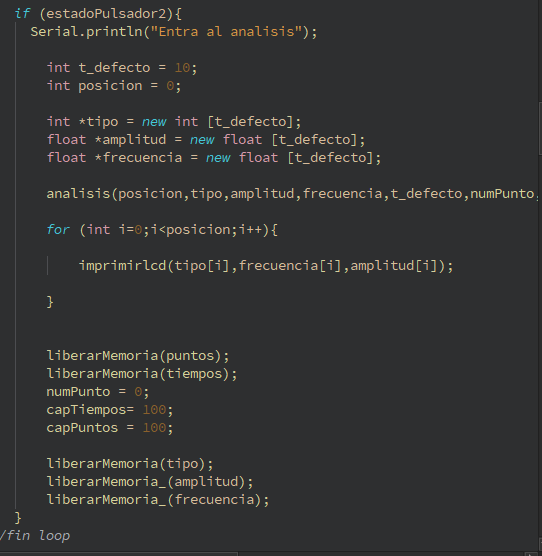 if (estadoPulsador2){
Serial.println("Entra al analisis");
int t_defecto = 10;
int posicion = 0;
int *tipo = new int [t_defecto];
float *amplitud = new float [t_defecto];
float *frecuencia = new float [t_defecto];
analisis(posicion,tipo,amplitud,frecuencia,t_defecto,numPunto,
for (int i=0;i<posicion;i++){
imprimirlcd(tipo[i],frecuencia[i],amplitud[i]);
}
liberarMemoria(puntos);
liberarMemoria(tiempos);
numPunto = 0;
capTiempos= 100;
capPuntos = 100;
liberarMemoria(tipo);
liberarMemoria_(amplitud);
liberarMemoria_(frecuencia);
}
/fin loop